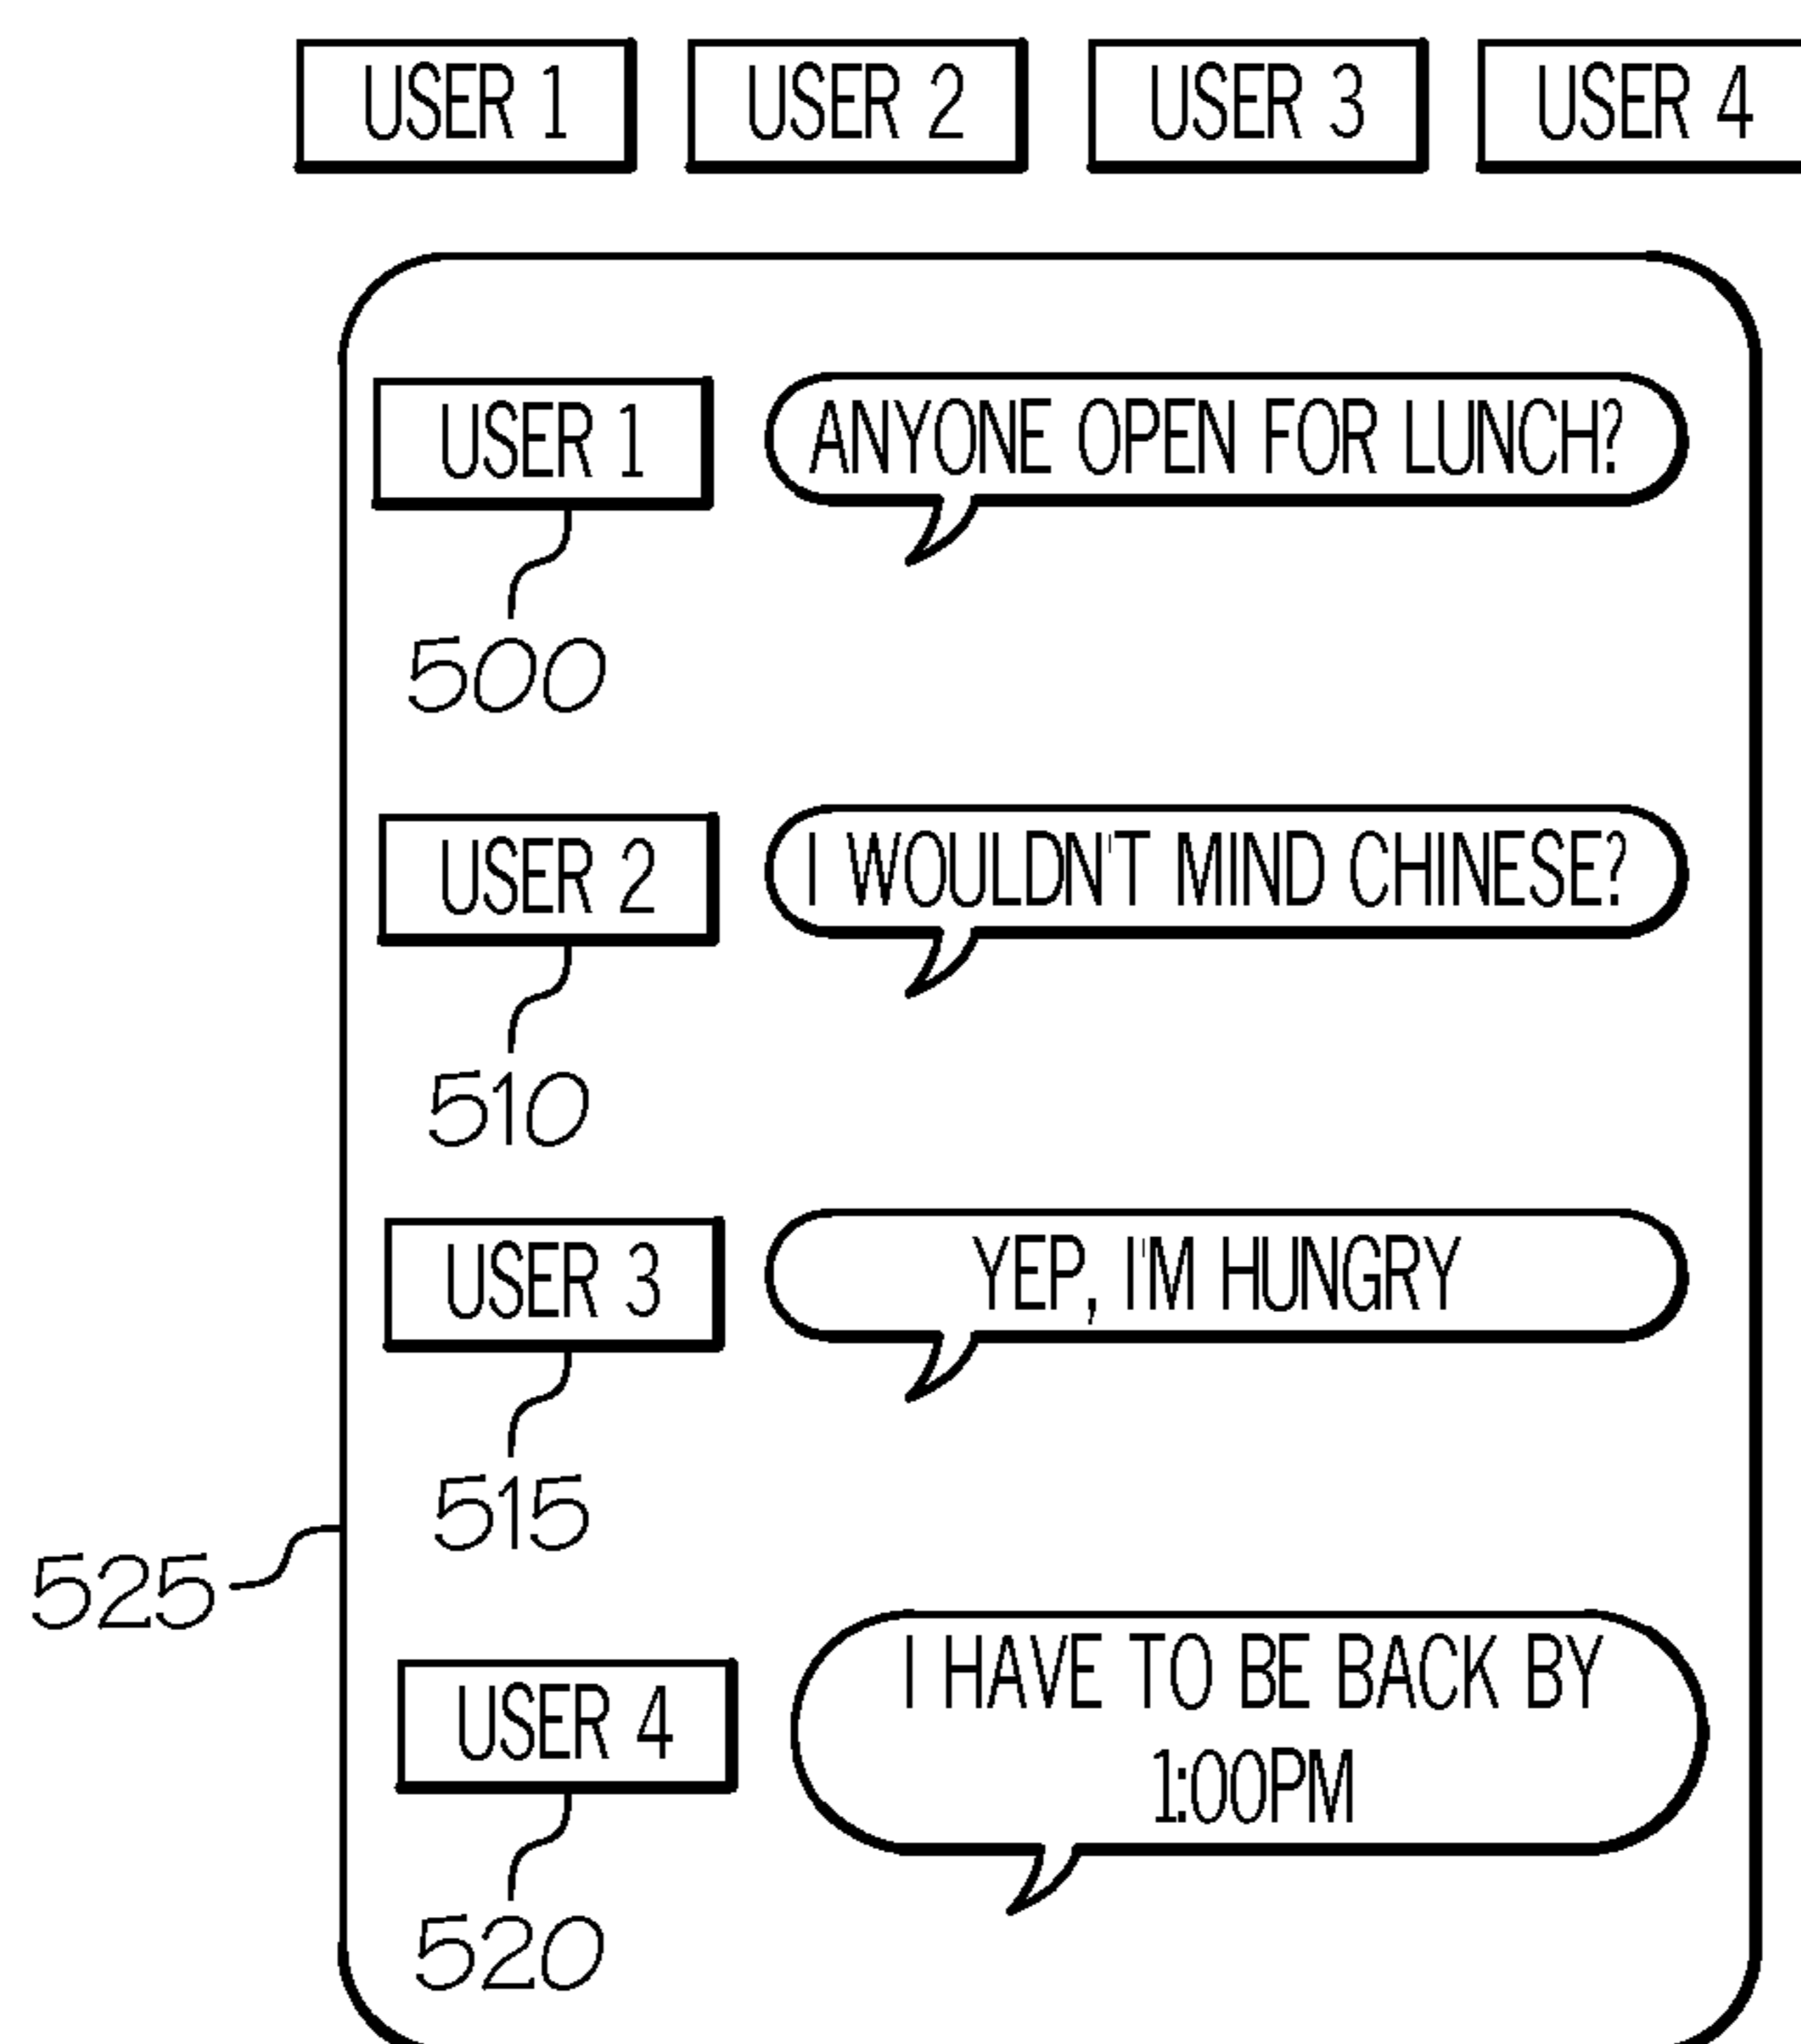 USER 1 USER 2 USER 3 USER 4
USER 1 ANYONE OPEN FOR LUNCH?
500
USER 2 I WOULDN'T MIND CHINESE?
510
USER 3 YEP, I'M HUNGRY
515
525
USER 4 I HAVE TO BE BACK BY
1:00PM
520